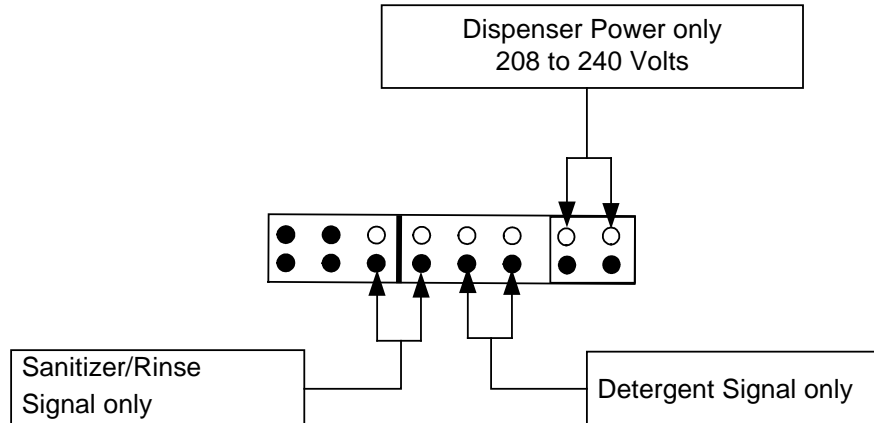 Dispenser Power only
208 to 240 Volts
Sanitizer/Rinse
Signal only
Detergent Signal only